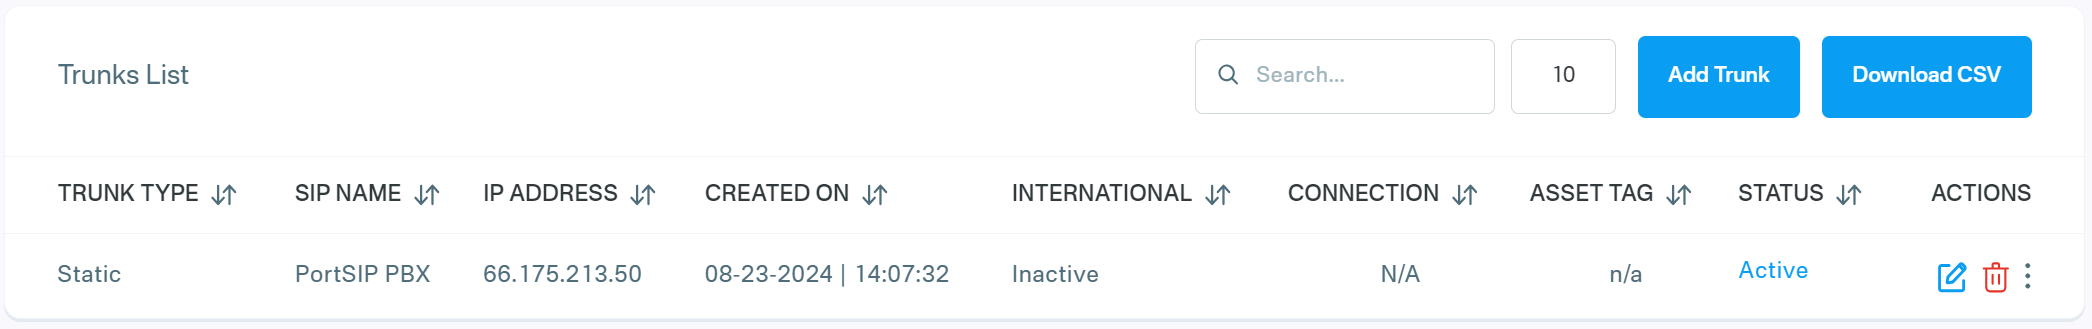 Trunks List Search... 10 Add Trunk Download CSV
TRUNK TYPE SIP NAME IP ADDRESS CREATED ON INTERNATIONAL CONNECTION ASSET TAG STATUS ACTIONS
Static PortSIP PBX 66.175.213.50 08-23-2024 | 14:07:32 Inactive N/A n/a Active